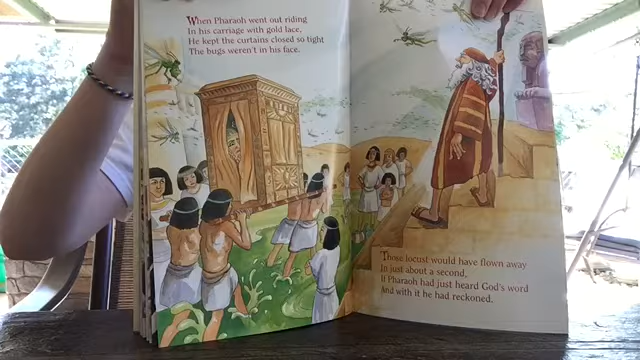 When Pharaoh went out riding
In his carriage with gold lace,
He kept the curtains closed so tight
The bugs weren't in his face.
Those locust would have flown away
In just about a second,
If Pharaoh had just heard God's word
And with it he had reckoned.